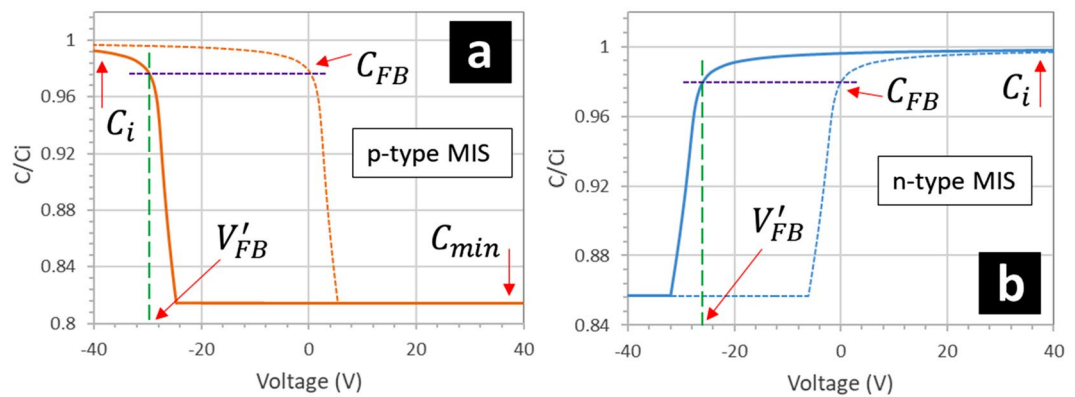 a
1
0.96
0.92
0.88
0.84
0.8
C/Ci
C_FB
C_i
p-type MIS
V'_FB
C_min
-40 -20 0 20 40
Voltage (V)
1
0.96
0.92
0.88
0.84
C/Ci
C_FB
C_i
n-type MIS
V'_FB
b
-40 -20 0 20 40
Voltage (V)